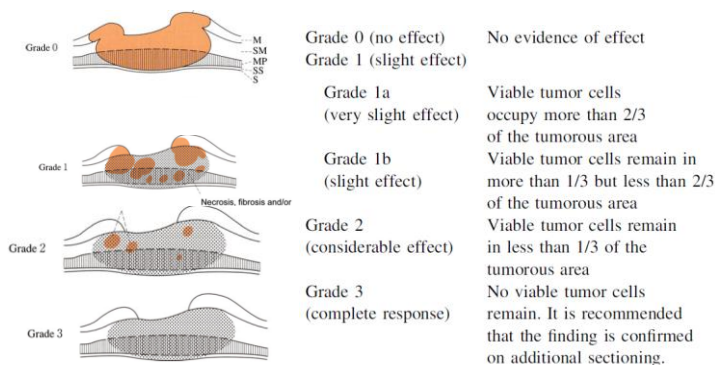 Grade 0
M
SM
MP
SS
S
Grade 0 (no effect) No evidence of effect
Grade 1 (slight effect)
Grade 1a Viable tumor cells
(very slight effect) occupy more than 2/3
of the tumorous area
Grade 1
Grade 1b Viable tumor cells remain in
(slight effect) more than 1/3 but less than 2/3
of the tumorous area
Necrosis, fibrosis and/or
Grade 2
Grade 2 Viable tumor cells remain
(considerable effect) in less than 1/3 of the
tumorous area
Grade 3
Grade 3 No viable tumor cells
(complete response) remain. It is recommended
that the finding is confirmed
on additional sectioning.